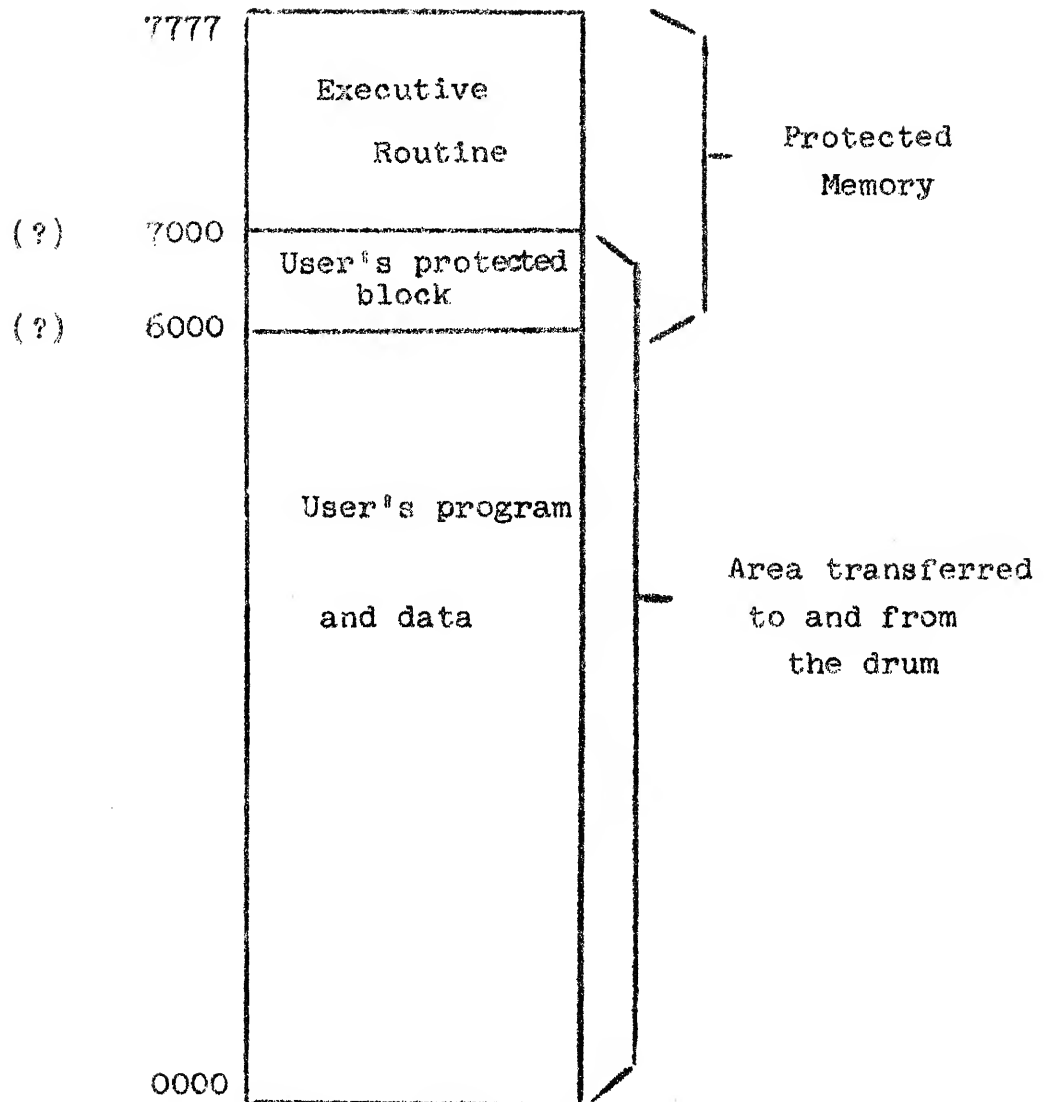 7777
Executive
Routine
Protected
Memory
(?) 7000
User's protected
block
(?) 6000
User's program
and data
Area transferred
to and from
the drum
0000